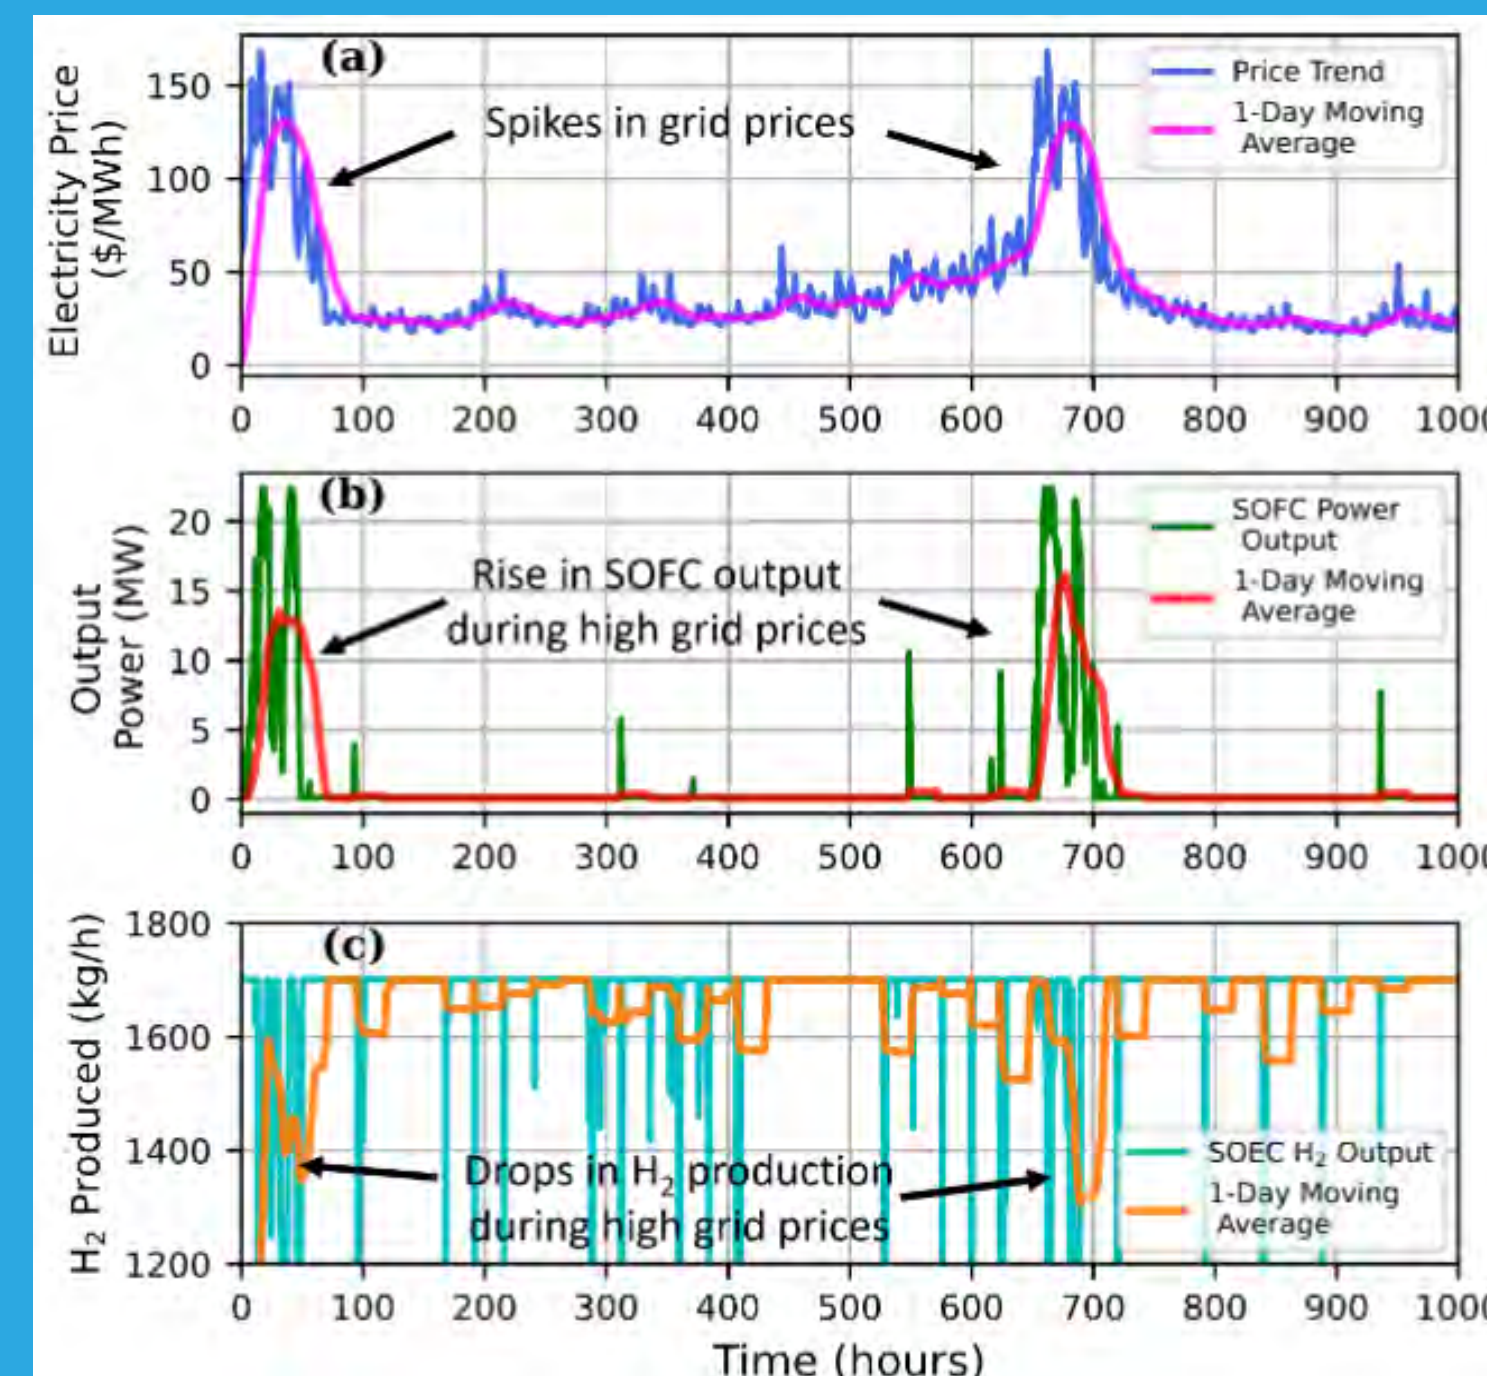 (a)
Electricity Price
($/MWh)
150
100
50
0
Spikes in grid prices
Price Trend
1-Day Moving
Average
0 100 200 300 400 500 600 700 800 900 100
(b)
Output
Power (MW)
20
15
10
5
0
Rise in SOFC output
during high grid prices
SOFC Power
Output
1-Day Moving
Average
0 100 200 300 400 500 600 700 800 900 100
(c)
H₂ Produced (kg/h)
1800
1600
1400
1200
Drops in H₂ production
during high grid prices
SOEC H₂ Output
1-Day Moving
Average
0 100 200 300 400 500 600 700 800 900 100
Time (hours)